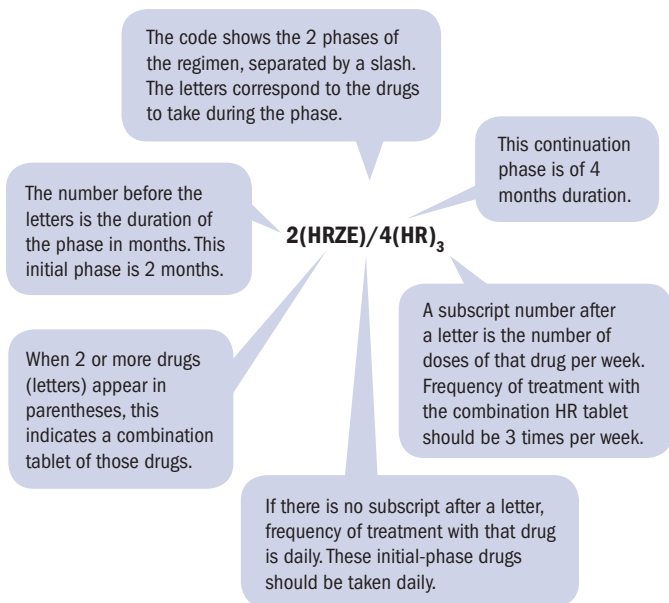 The code shows the 2 phases of
the regimen, separated by a slash.
The letters correspond to the drugs
to take during the phase.
This continuation
phase is of 4
months duration.
The number before the
letters is the duration of
the phase in months. This
initial phase is 2 months.
2(HRZE)/4(HR)₃
When 2 or more drugs
(letters) appear in
parentheses, this
indicates a combination
tablet of those drugs.
A subscript number after
a letter is the number of
doses of that drug per week.
Frequency of treatment with
the combination HR tablet
should be 3 times per week.
If there is no subscript after a letter,
frequency of treatment with that drug
is daily. These initial-phase drugs
should be taken daily.